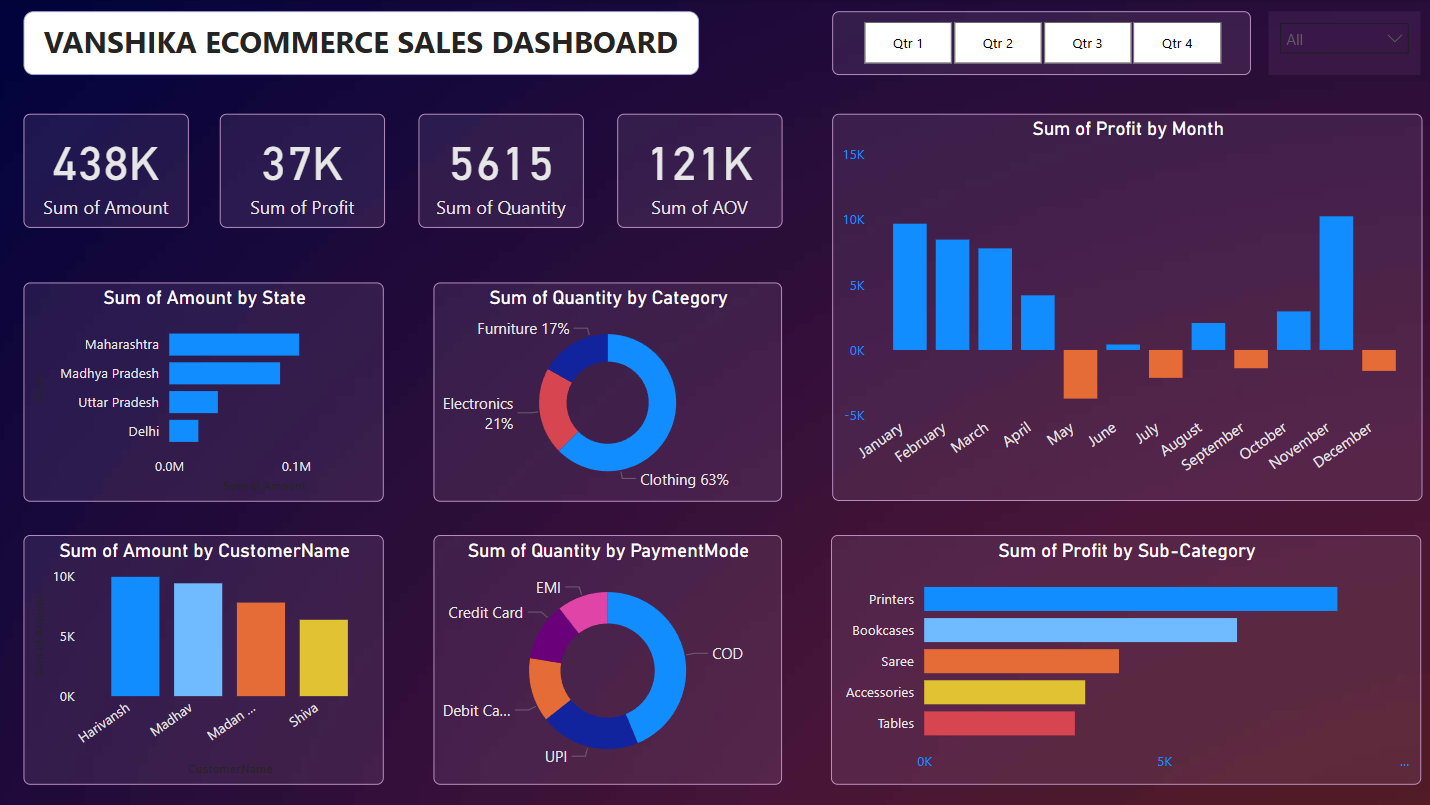 VANSHIKA ECOMMERCE SALES DASHBOARD
Qtr 1
Qtr 2
Qtr 3
Qtr 4
All
438K
Sum of Amount
37K
Sum of Profit
5615
Sum of Quantity
121K
Sum of AOV
Sum of Profit by Month
15K
10K
5K
0K
-5K
January
February
March
April
May
June
July
August
September
October
November
December
Sum of Amount by State
Maharashtra
Madhya Pradesh
Uttar Pradesh
Delhi
0.0M
0.1M
Sum of Quantity by Category
Furniture 17%
Electronics
21%
Clothing 63%
Sum of Amount by CustomerName
10K
5K
0K
Harivansh
Madhav
Madan ...
Shiva
CustomerName
Sum of Quantity by PaymentMode
EMI
Credit Card
COD
Debit Ca...
UPI
Sum of Profit by Sub-Category
Printers
Bookcases
Saree
Accessories
Tables
0K
5K
...